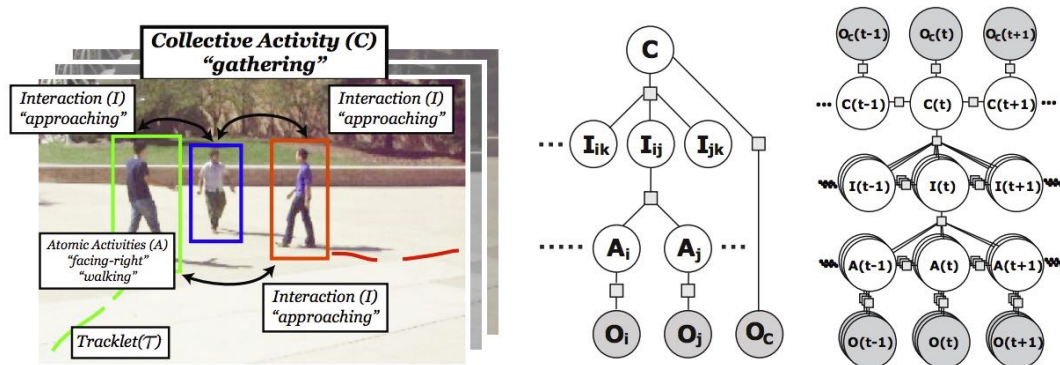 Collective Activity (C)
"gathering"
Interaction (I)
"approaching"
Interaction (I)
"approaching"
Atomic Activities (A)
"facing-right"
"walking"
Interaction (I)
"approaching"
Tracklet(τ)
C
I_ik
I_ij
I_jk
A_i
A_j
O_i
O_j
O_C
O_C(t-1)
O_C(t)
O_C(t+1)
C(t-1)
C(t)
C(t+1)
I(t-1)
I(t)
I(t+1)
A(t-1)
A(t)
A(t+1)
O(t-1)
O(t)
O(t+1)